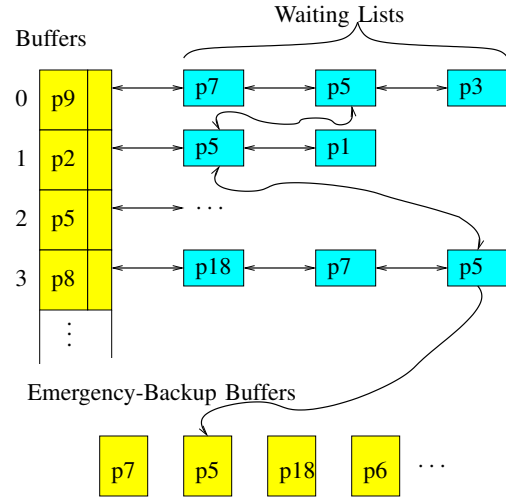 Waiting Lists
Buffers
0 p9 p7 p5 p3
1 p2 p5 p1
2 p5 . . .
3 p8 p18 p7 p5
⋮
Emergency-Backup Buffers
p7 p5 p18 p6 . . .